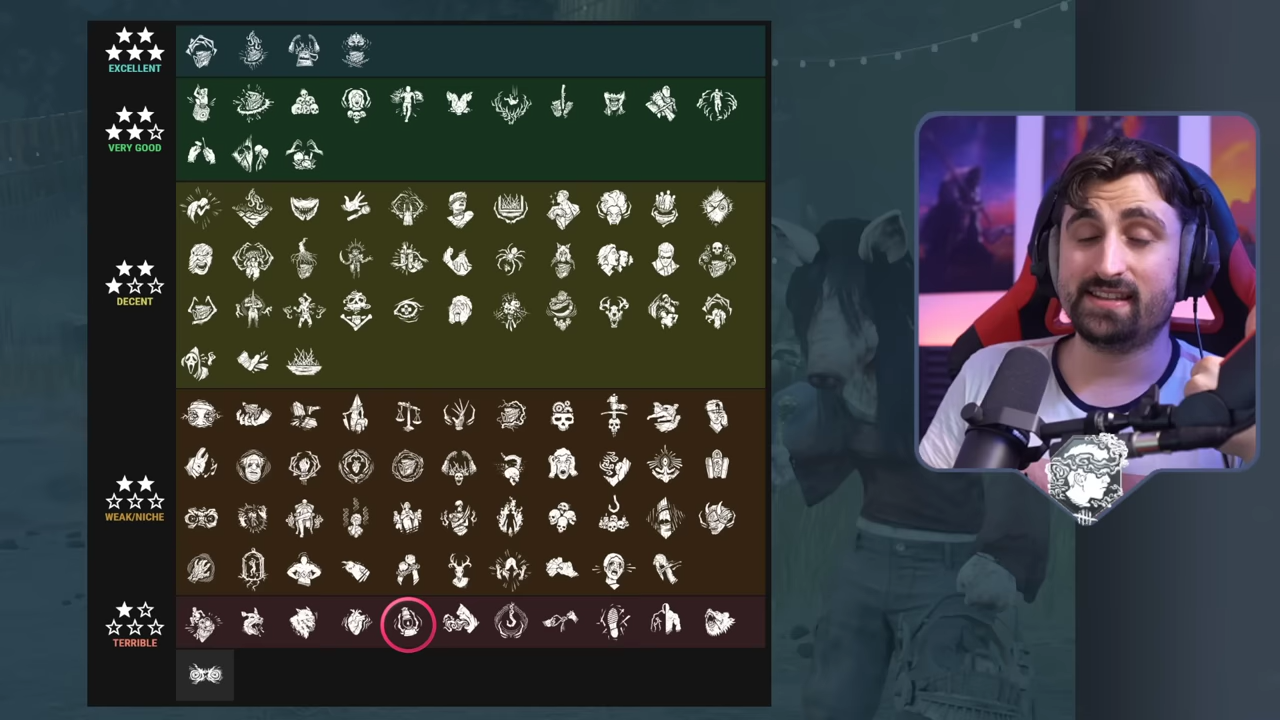 EXCELLENT
VERY GOOD
DECENT
WEAK/NICHE
TERRIBLE